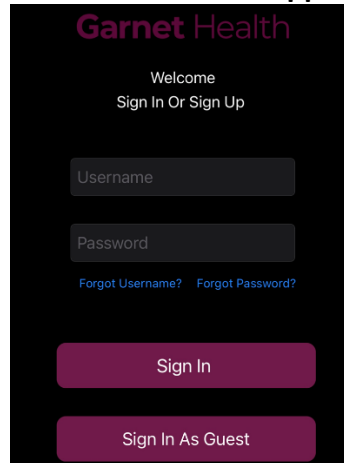 Garnet Health
Welcome
Sign In Or Sign Up
Username
Password
Forgot Username? Forgot Password?
Sign In
Sign In As Guest